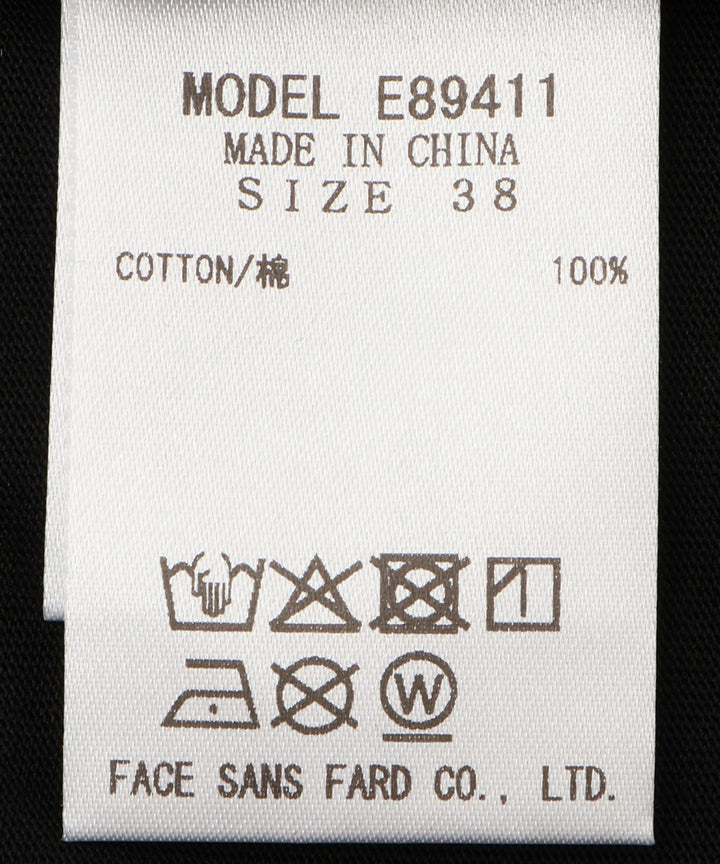 MODEL E89411
MADE IN CHINA
SIZE 38
COTTON/棉 100%
W
FACE SANS FARD CO., LTD.